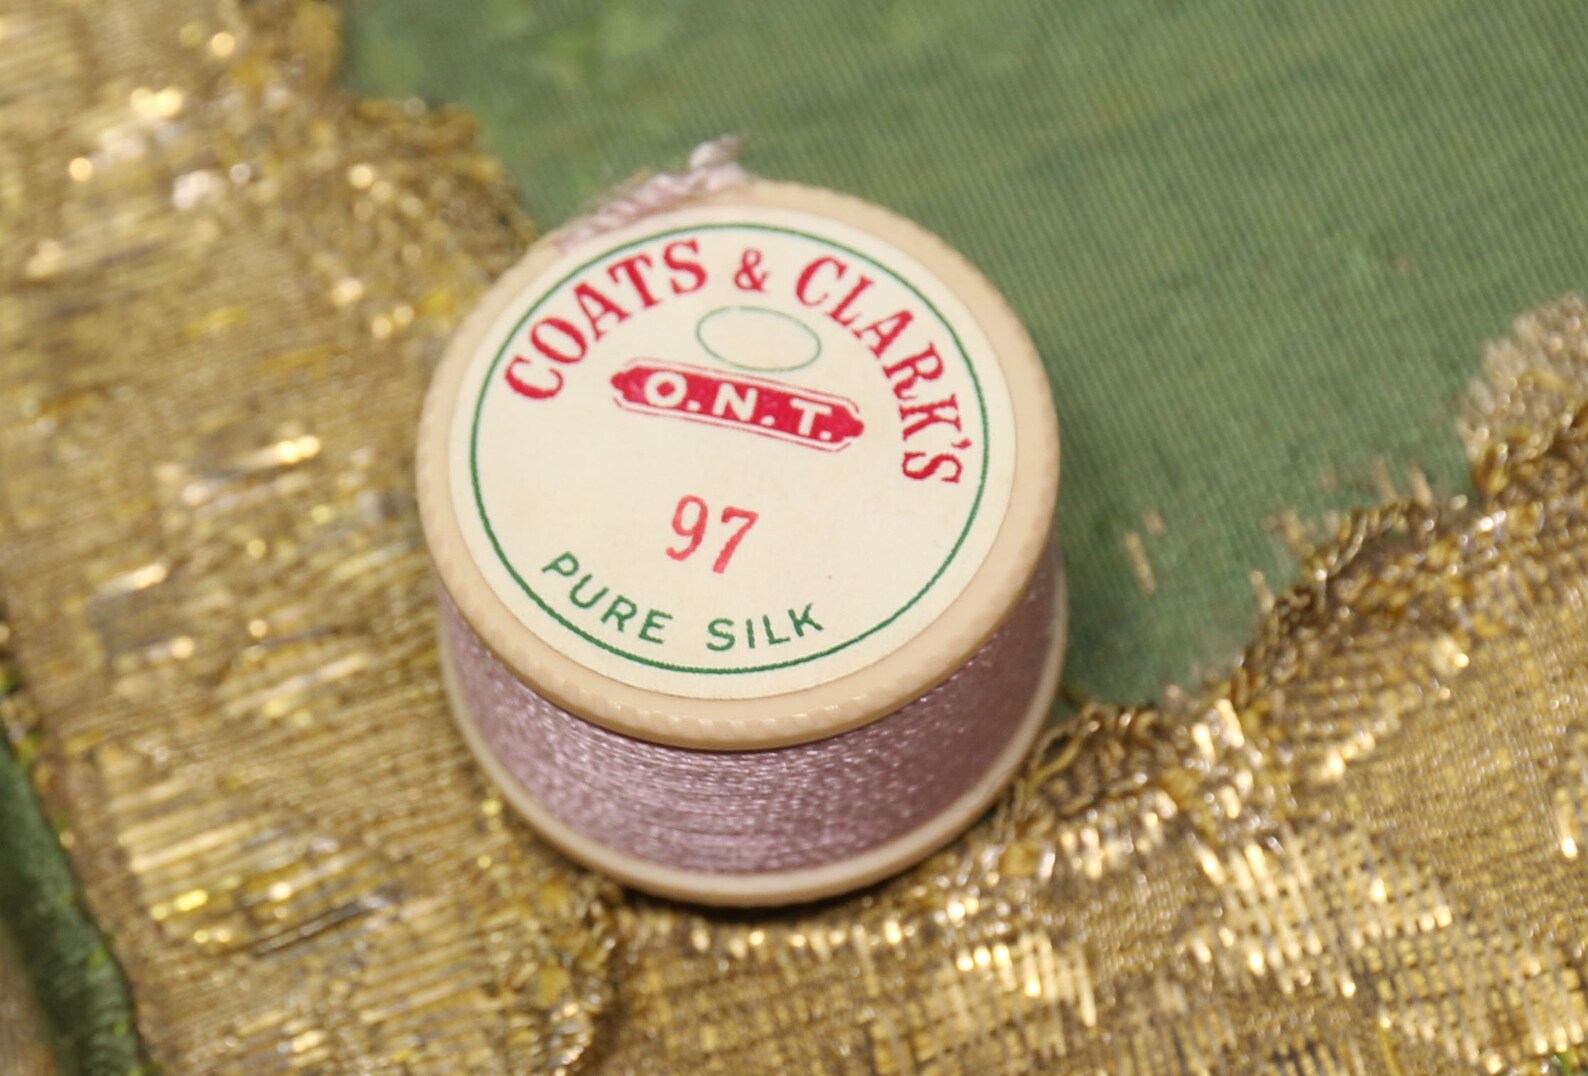 COATS & CLARK'S
O.N.T.
97
PURE SILK